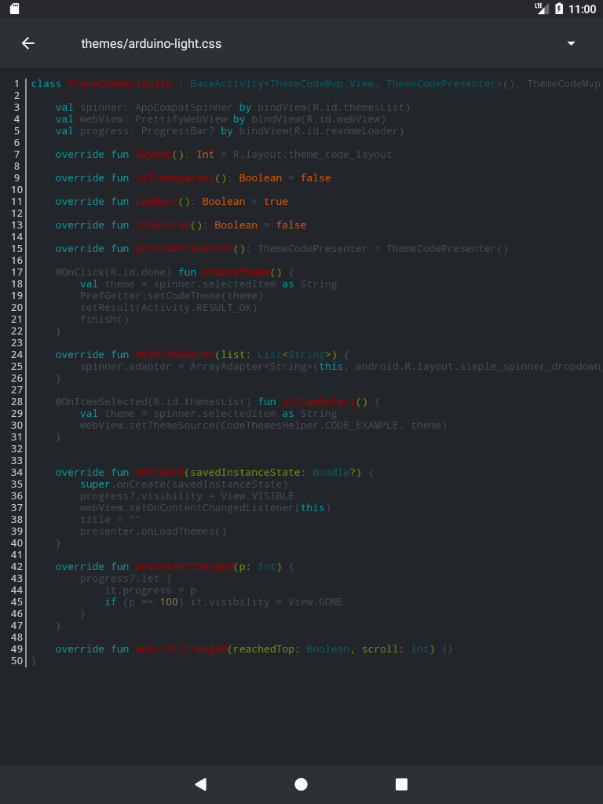 LTE 11:00
themes/arduino-light.css
1 class ThemeCodeActivity : BaseActivity<ThemeCodeMvp.View, ThemeCodePresenter>(), ThemeCodeMvp
2
3     val spinner: AppCompatSpinner by bindView(R.id.themesList)
4     val webView: PrettifyWebView by bindView(R.id.webView)
5     val progress: ProgressBar? by bindView(R.id.readmeLoader)
6
7     override fun layout(): Int = R.layout.theme_code_layout
8
9     override fun isTransparent(): Boolean = false
10
11     override fun canBack(): Boolean = true
12
13     override fun isSecured(): Boolean = false
14
15     override fun providePresenter(): ThemeCodePresenter = ThemeCodePresenter()
16
17     @OnClick(R.id.done) fun onSaveTheme() {
18         val theme = spinner.selectedItem as String
19         PrefGetter.setCodeTheme(theme)
20         setResult(Activity.RESULT_OK)
21         finish()
22     }
23
24     override fun onInitAdapter(list: List<String>) {
25         spinner.adapter = ArrayAdapter<String>(this, android.R.layout.simple_spinner_dropdown_
26     }
27
28     @OnItemSelected(R.id.themesList) fun onItemSelect() {
29         val theme = spinner.selectedItem as String
30         webView.setThemeSource(CodeThemesHelper.CODE_EXAMPLE, theme)
31     }
32
33
34     override fun onCreate(savedInstanceState: Bundle?) {
35         super.onCreate(savedInstanceState)
36         progress?.visibility = View.VISIBLE
37         webView.setOnContentChangedListener(this)
38         title = ""
39         presenter.onLoadThemes()
40     }
41
42     override fun onContentChanged(p: Int) {
43         progress?.let {
44             it.progress = p
45             if (p == 100) it.visibility = View.GONE
46         }
47     }
48
49     override fun onScrollChanged(reachedTop: Boolean, scroll: Int) {}
50 }